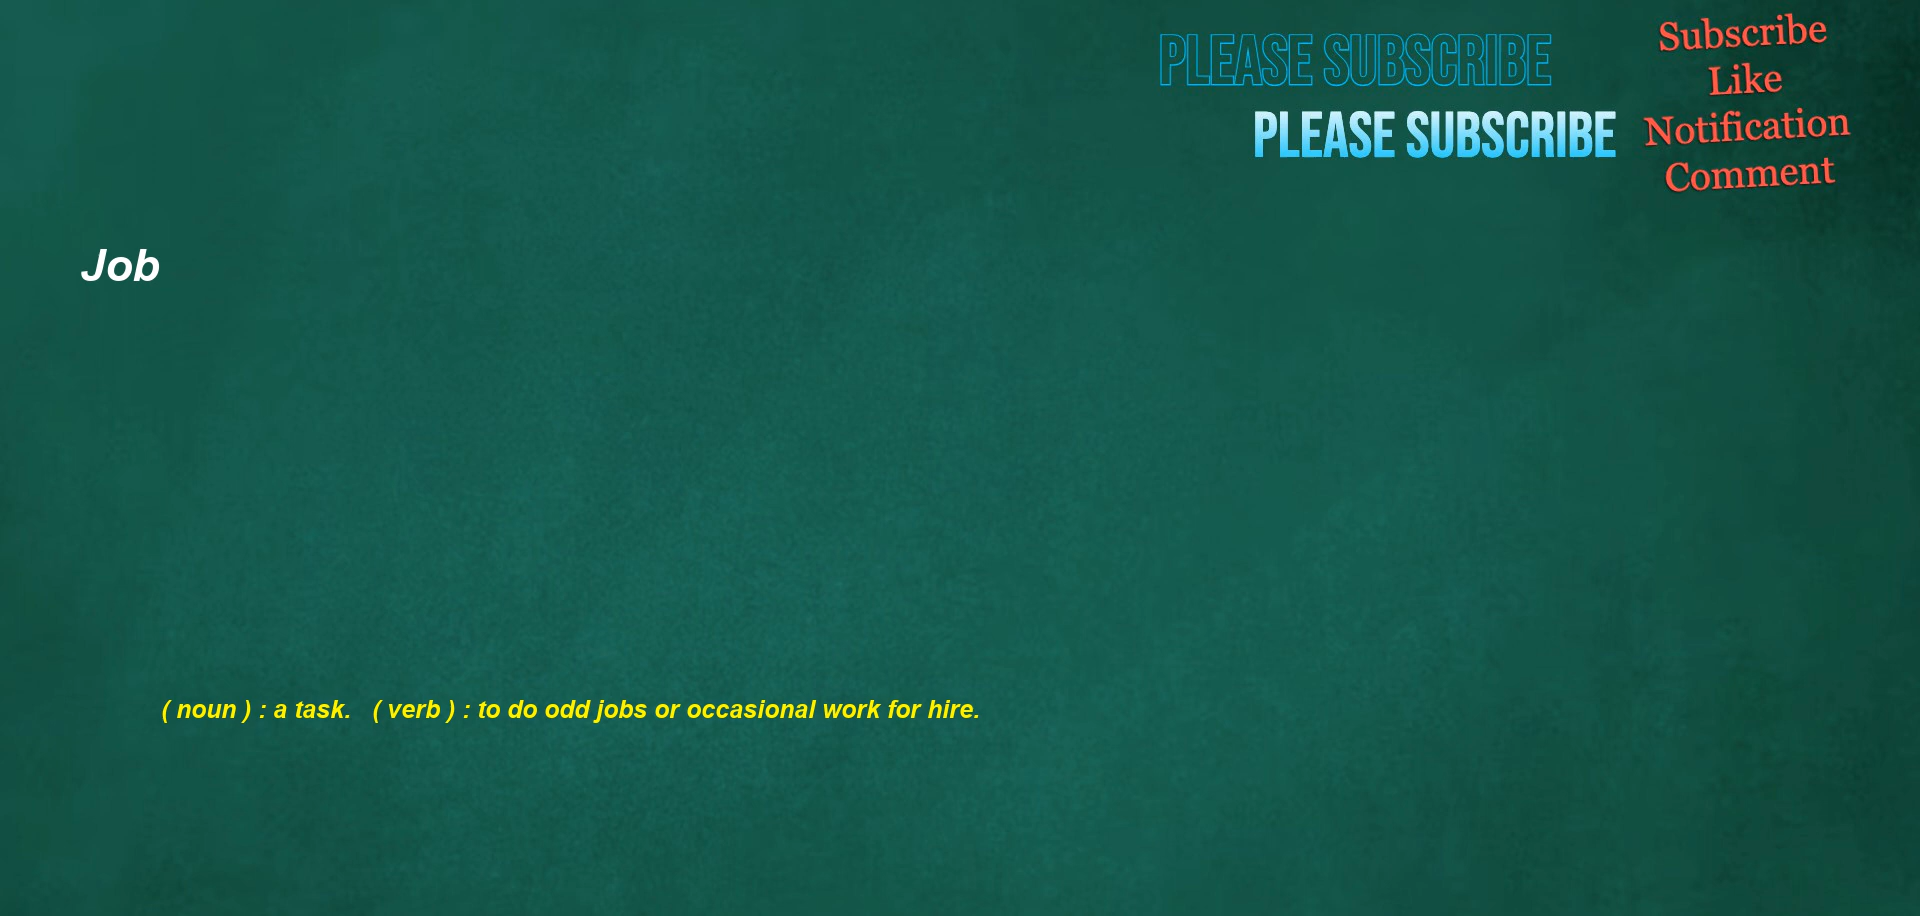 PLEASE SUBSCRIBE
PLEASE SUBSCRIBE
Subscribe
Like
Notification
Comment
Job
( noun ) : a task.   ( verb ) : to do odd jobs or occasional work for hire.